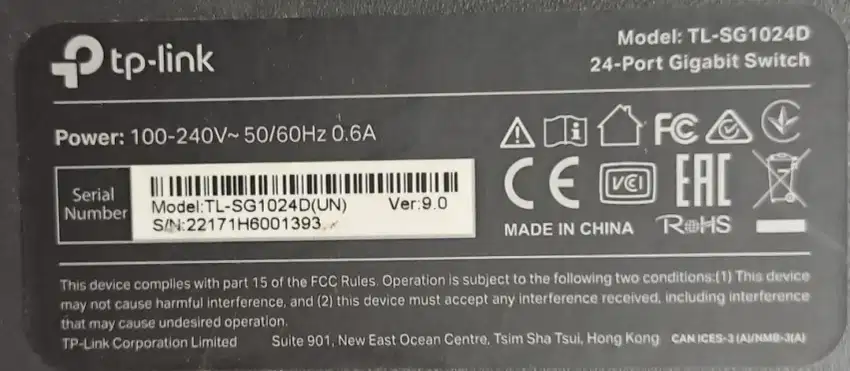 tp-link
Model: TL-SG1024D
24-Port Gigabit Switch
Power: 100-240V~ 50/60Hz 0.6A
Serial
Number
Model:TL-SG1024D(UN) Ver:9.0
S/N:22171H6001393
FC
CE VCI EAC
MADE IN CHINA RoHS
This device complies with part 15 of the FCC Rules. Operation is subject to the following two conditions:(1) This device
may not cause harmful interference, and (2) this device must accept any interference received, including interference
that may cause undesired operation.
TP-Link Corporation Limited Suite 901, New East Ocean Centre, Tsim Sha Tsui, Hong Kong CAN ICES-3 (A)/NMB-3(A)